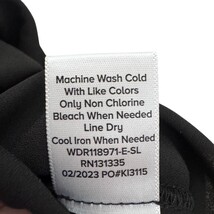 Machine Wash Cold
With Like Colors
Only Non Chlorine
Bleach When Needed
Line Dry
Cool Iron When Needed
WDR118971-E-SL
RN131335
02/2023 PO#KI3115